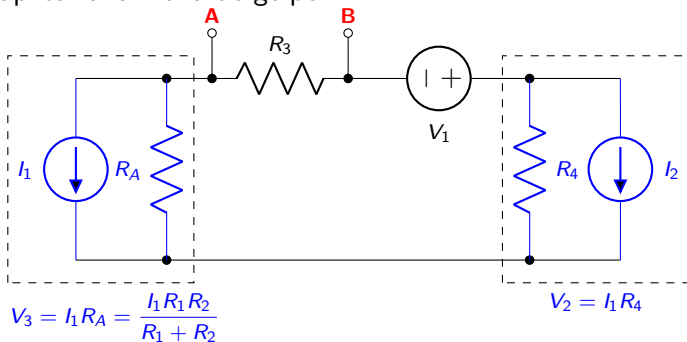 A B
R3
I1 RA V1 R4 I2
V3 = I1RA = I1R1R2 / R1 + R2
V2 = I1R4